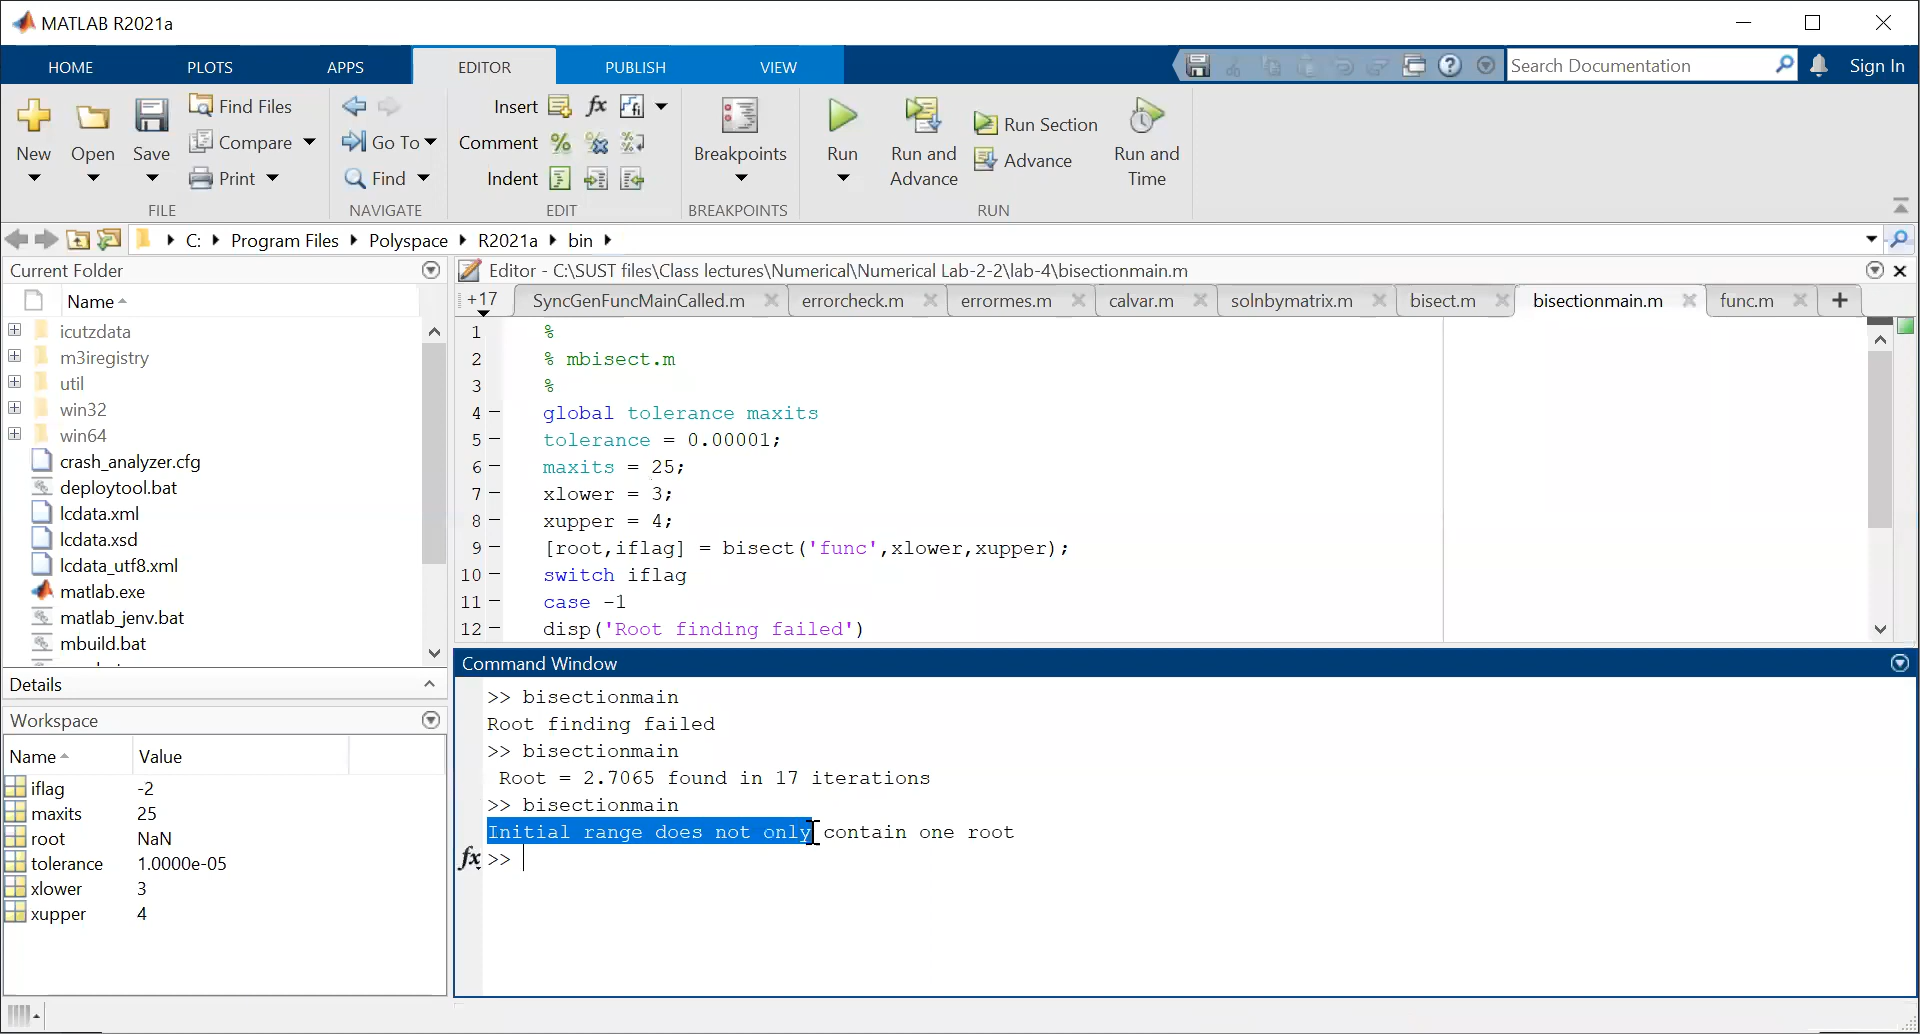 MATLAB R2021a
HOME PLOTS APPS EDITOR PUBLISH VIEW
Search Documentation
Sign In
New
Open
Save
Find Files
Compare
Print
FILE
Go To
Find
NAVIGATE
Insert
Comment
Indent
EDIT
Breakpoints
BREAKPOINTS
Run
Run and
Advance
Run Section
Advance
Run and
Time
RUN
C: Program Files Polyspace R2021a bin
Current Folder
Name
icutzdata
m3iregistry
util
win32
win64
crash_analyzer.cfg
deploytool.bat
lcdata.xml
lcdata.xsd
lcdata_utf8.xml
matlab.exe
matlab_jenv.bat
mbuild.bat
Details
Workspace
Name Value
iflag -2
maxits 25
root NaN
tolerance 1.0000e-05
xlower 3
xupper 4
Editor - C:\SUST files\Class lectures\Numerical\Numerical Lab-2-2\lab-4\bisectionmain.m
+17 SyncGenFuncMainCalled.m errorcheck.m errormes.m calvar.m solnbymatrix.m bisect.m bisectionmain.m func.m
1 %
2 % mbisect.m
3 %
4 global tolerance maxits
5 tolerance = 0.00001;
6 maxits = 25;
7 xlower = 3;
8 xupper = 4;
9 [root,iflag] = bisect('func',xlower,xupper);
10 switch iflag
11 case -1
12 disp('Root finding failed')
Command Window
>> bisectionmain
Root finding failed
>> bisectionmain
Root = 2.7065 found in 17 iterations
>> bisectionmain
Initial range does not only contain one root
fx >>